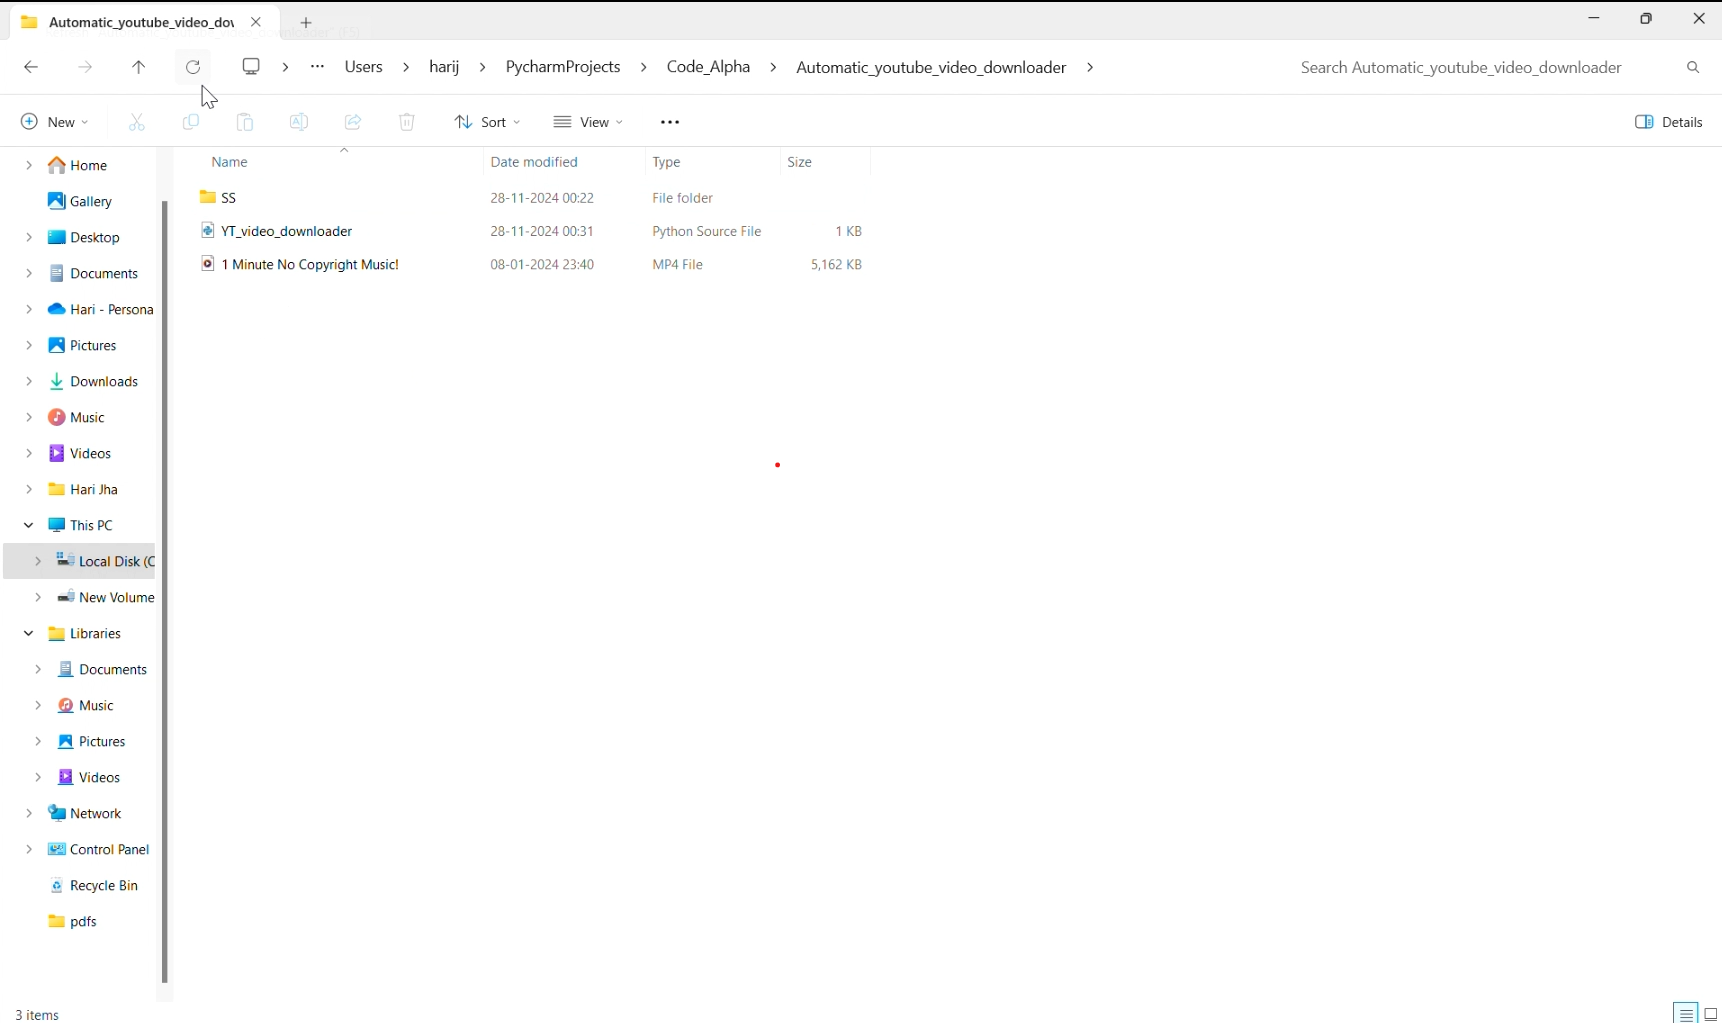 Automatic_youtube_video_dov
Users > harij > PycharmProjects > Code_Alpha > Automatic_youtube_video_downloader >
Search Automatic_youtube_video_downloader
New
Sort
View
Details
Name
Date modified
Type
Size
SS 28-11-2024 00:22 File folder
YT_video_downloader 28-11-2024 00:31 Python Source File 1 KB
1 Minute No Copyright Music! 08-01-2024 23:40 MP4 File 5,162 KB
Home
Gallery
Desktop
Documents
Hari - Persona
Pictures
Downloads
Music
Videos
Hari Jha
This PC
Local Disk (C
New Volume
Libraries
Documents
Music
Pictures
Videos
Network
Control Panel
Recycle Bin
pdfs
3 items